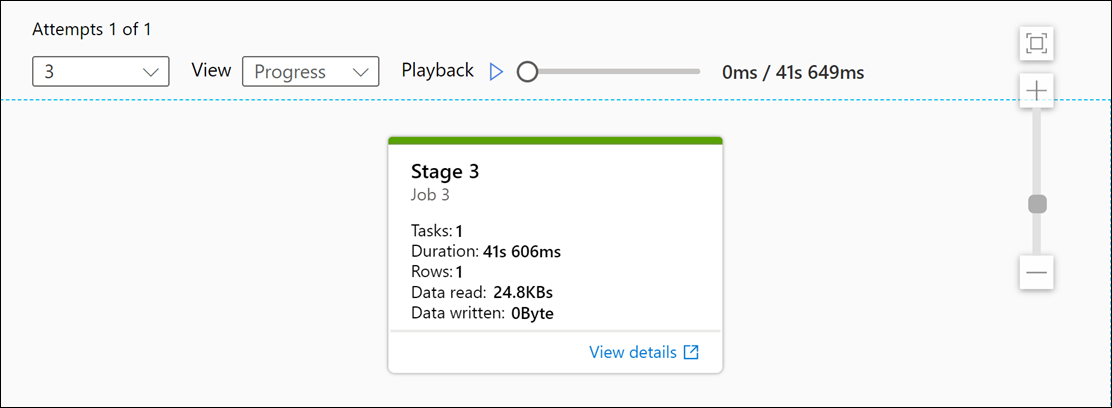 Attempts 1 of 1
3 View Progress Playback 0ms / 41s 649ms
Stage 3
Job 3
Tasks: 1
Duration: 41s 606ms
Rows: 1
Data read: 24.8KBs
Data written: 0Byte
View details